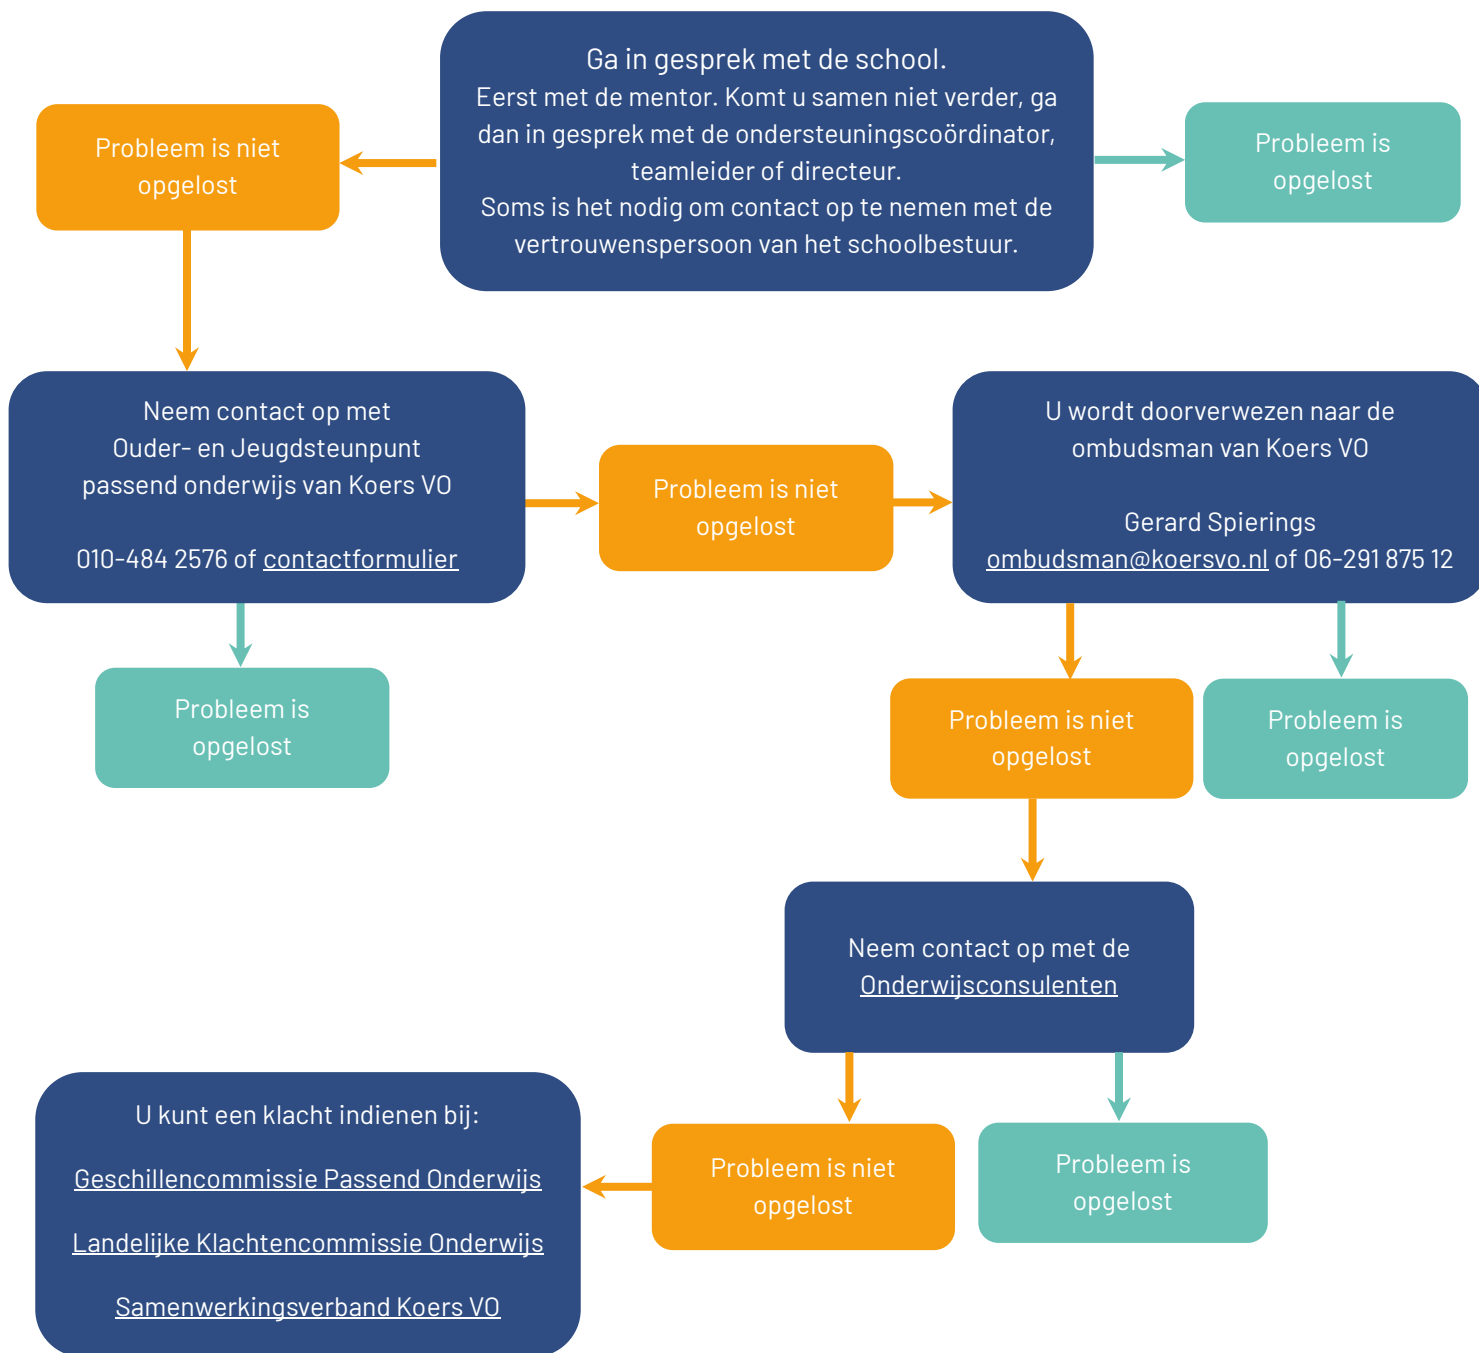 Ga in gesprek met de school.
Eerst met de mentor. Komt u samen niet verder, ga
dan in gesprek met de ondersteuningscoördinator,
teamleider of directeur.
Soms is het nodig om contact op te nemen met de
vertrouwenspersoon van het schoolbestuur.
Probleem is niet
opgelost
Probleem is
opgelost
Neem contact op met
Ouder- en Jeugdsteunpunt
passend onderwijs van Koers VO
010-484 2576 of contactformulier
Probleem is niet
opgelost
U wordt doorverwezen naar de
ombudsman van Koers VO
Gerard Spierings
ombudsman@koersvo.nl of 06-291 875 12
Probleem is
opgelost
Probleem is niet
opgelost
Probleem is
opgelost
Neem contact op met de
Onderwijsconsulenten
Probleem is niet
opgelost
Probleem is
opgelost
U kunt een klacht indienen bij:
Geschillencommissie Passend Onderwijs
Landelijke Klachtencommissie Onderwijs
Samenwerkingsverband Koers VO